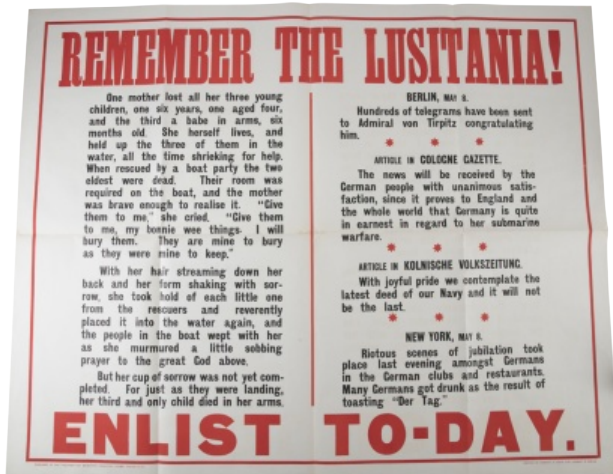 REMEMBER THE LUSITANIA!
One mother lost all her three young
children, one six years, one aged four,
and the third a babe in arms, six
months old. She herself lives, and
held up the three of them in the
water, all the time shrieking for help.
When rescued by a boat party the two
eldest were dead. Their room was
required on the boat, and the mother
was brave enough to realise it. "Give
them to me," she cried. "Give them
to me, my bonnie wee things. I will
bury them. They are mine to bury
as they were mine to keep."
With her hair streaming down her
back and her form shaking with sor-
row, she took hold of each little one
from the rescuers and reverently
placed it into the water again, and
the people in the boat wept with her
as she murmured a little sobbing
prayer to the great God above.
But her cup of sorrow was not yet com-
pleted. For just as they were landing,
her third and only child died in her arms.
BERLIN, MAY 9.
Hundreds of telegrams have been sent
to Admiral von Tirpitz congratulating
him.
ARTICLE IN COLOGNE GAZETTE.
The news will be received by the
German people with unanimous satis-
faction, since it proves to England and
the whole world that Germany is quite
in earnest in regard to her submarine
warfare.
ARTICLE IN KOLNISCHE VOLKSZEITUNG.
With joyful pride we contemplate the
latest deed of our Navy and it will not
be the last.
NEW YORK, MAY 8.
Riotous scenes of jubilation took
place last evening amongst Germans
in the German clubs and restaurants.
Many Germans got drunk as the result of
toasting "Der Tag."
ENLIST TO-DAY.